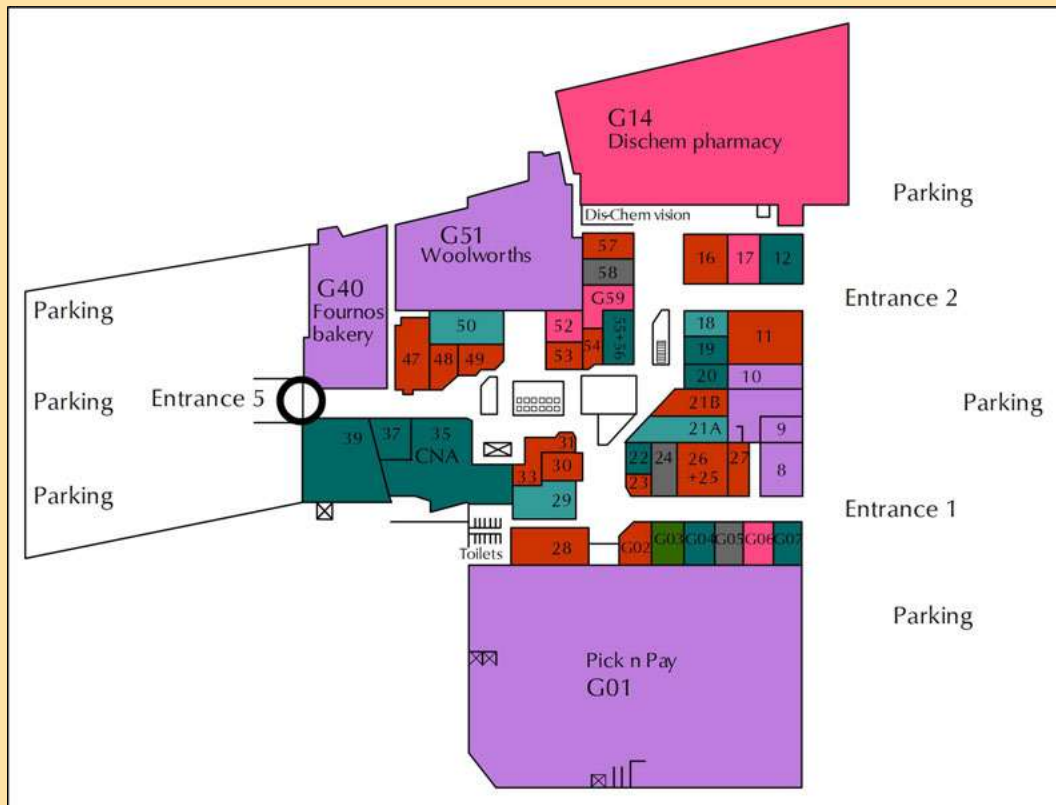 G14
Dischem pharmacy
Parking
Dis-Chem vision
G51
Woolworths
57
16
17
12
58
G40
Fournos
bakery
G59
Entrance 2
Parking
50
52
55+56
18
11
47
48
49
53
54
19
20
10
Parking
Entrance 5
21B
Parking
21A
9
39
37
35
CNA
31
30
33
29
22
24
23
26
+25
27
8
Parking
Entrance 1
28
G02
G03
G04
G05
G06
G07
Toilets
Parking
Pick n Pay
G01